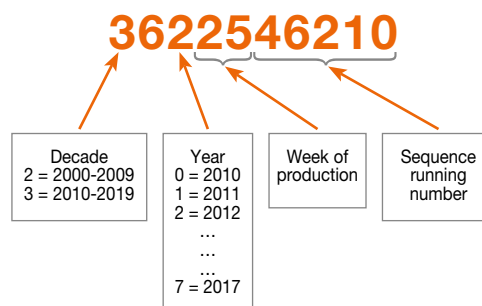 3622546210
Decade
2 = 2000-2009
3 = 2010-2019
Year
0 = 2010
1 = 2011
2 = 2012
...
...
...
7 = 2017
Week of
production
Sequence
running
number